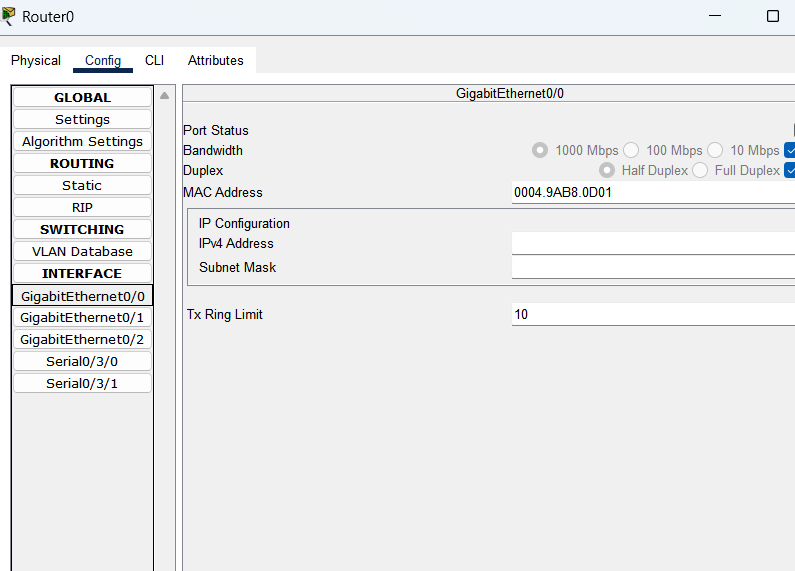 Router0
Physical Config CLI Attributes
GLOBAL
Settings
Algorithm Settings
ROUTING
Static
RIP
SWITCHING
VLAN Database
INTERFACE
GigabitEthernet0/0
GigabitEthernet0/1
GigabitEthernet0/2
Serial0/3/0
Serial0/3/1
GigabitEthernet0/0
Port Status
Bandwidth 1000 Mbps 100 Mbps 10 Mbps
Duplex Half Duplex Full Duplex
MAC Address 0004.9AB8.0D01
IP Configuration
IPv4 Address
Subnet Mask
Tx Ring Limit 10